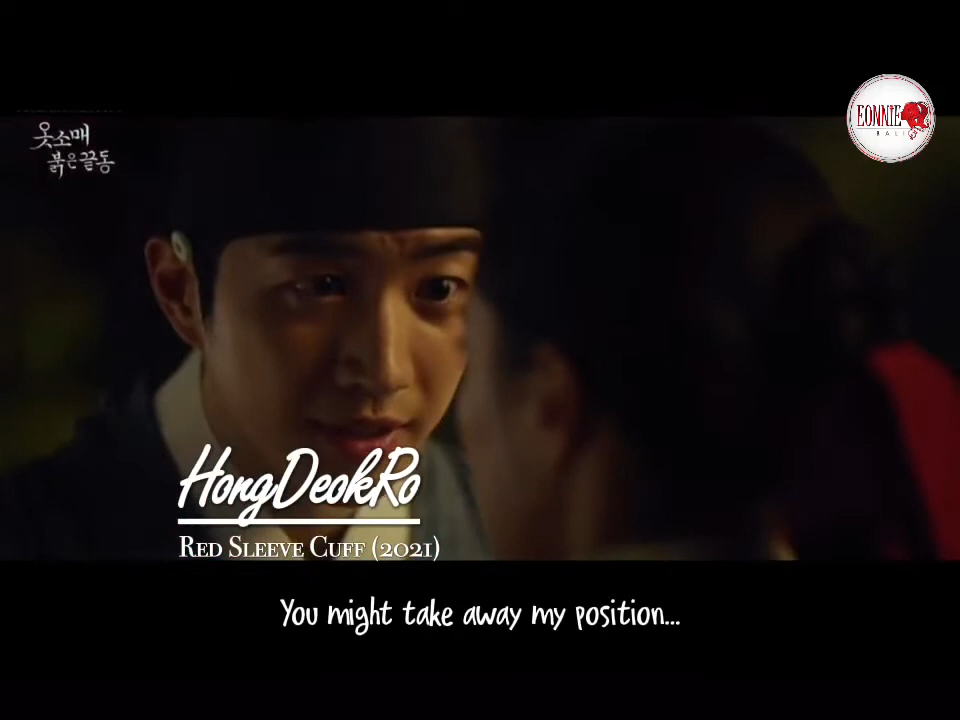 옷소매
붉은끝동
EONNIE
BALI
HongDeokRo
Red Sleeve Cuff (2021)
You might take away my position...